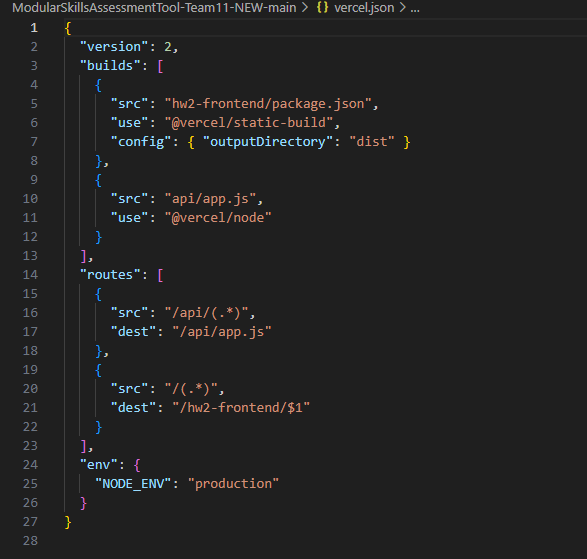 ModularSkillsAssessmentTool-Team11-NEW-main > {} vercel.json > ...
1 {
2 "version": 2,
3 "builds": [
4 {
5 "src": "hw2-frontend/package.json",
6 "use": "@vercel/static-build",
7 "config": { "outputDirectory": "dist" }
8 },
9 {
10 "src": "api/app.js",
11 "use": "@vercel/node"
12 }
13 ],
14 "routes": [
15 {
16 "src": "/api/(.*)",
17 "dest": "/api/app.js"
18 },
19 {
20 "src": "/(.*)",
21 "dest": "/hw2-frontend/$1"
22 }
23 ],
24 "env": {
25 "NODE_ENV": "production"
26 }
27 }
28